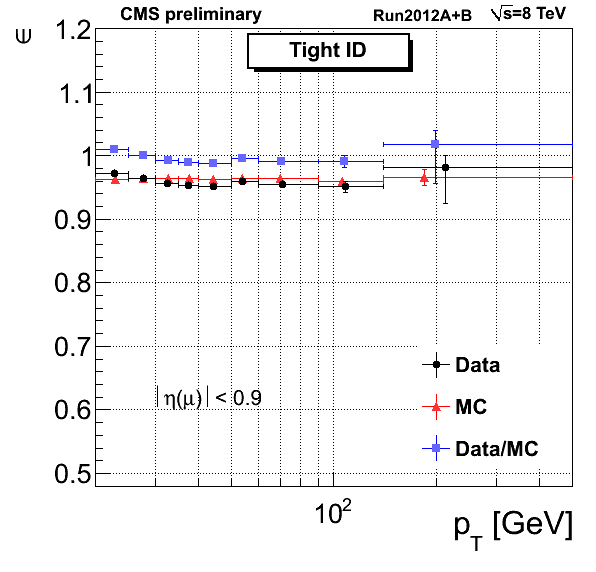 CMS preliminary
Run2012A+B √s=8 TeV
ϵ
Tight ID
1.2
1.1
1
0.9
0.8
0.7
0.6
0.5
|η(μ)| < 0.9
Data
MC
Data/MC
10²
p_T [GeV]